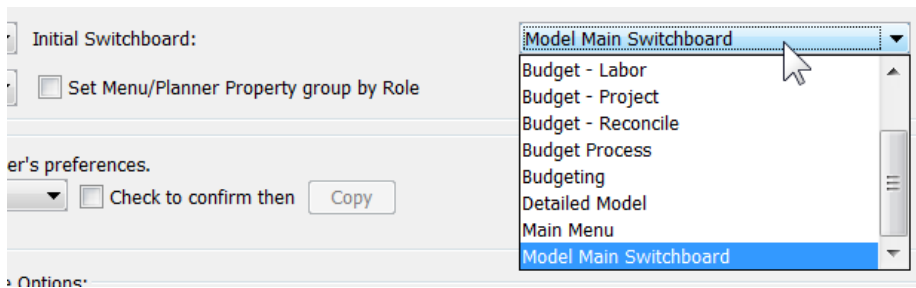 Initial Switchboard:
Model Main Switchboard
Set Menu/Planner Property group by Role
Budget - Labor
Budget - Project
Budget - Reconcile
Budget Process
Budgeting
Detailed Model
Main Menu
Model Main Switchboard
er's preferences.
Check to confirm then
Copy
e Options: